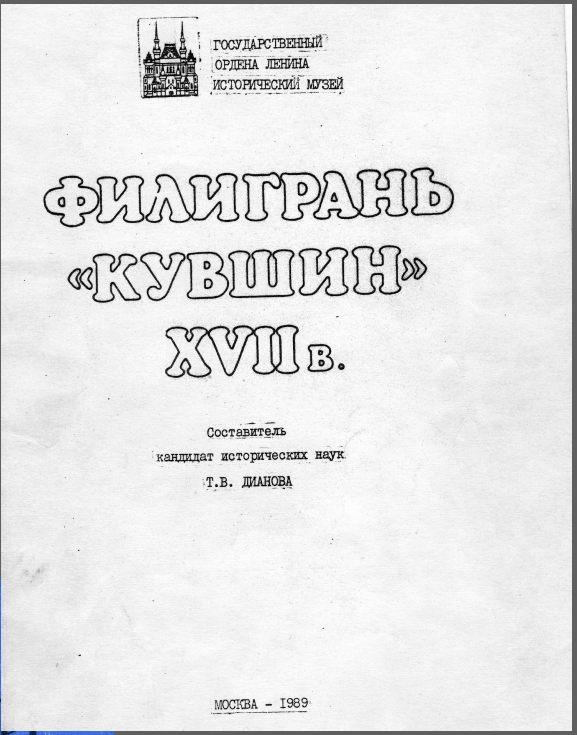 ГОСУДАРСТВЕННЫЙ
ОРДЕНА ЛЕНИНА
ИСТОРИЧЕСКИЙ МУЗЕЙ
ФИЛИГРАНЬ
«КУВШИН»
XVII в.
Составитель
кандидат исторических наук
Т.В. ДИАНОВА
МОСКВА - 1989